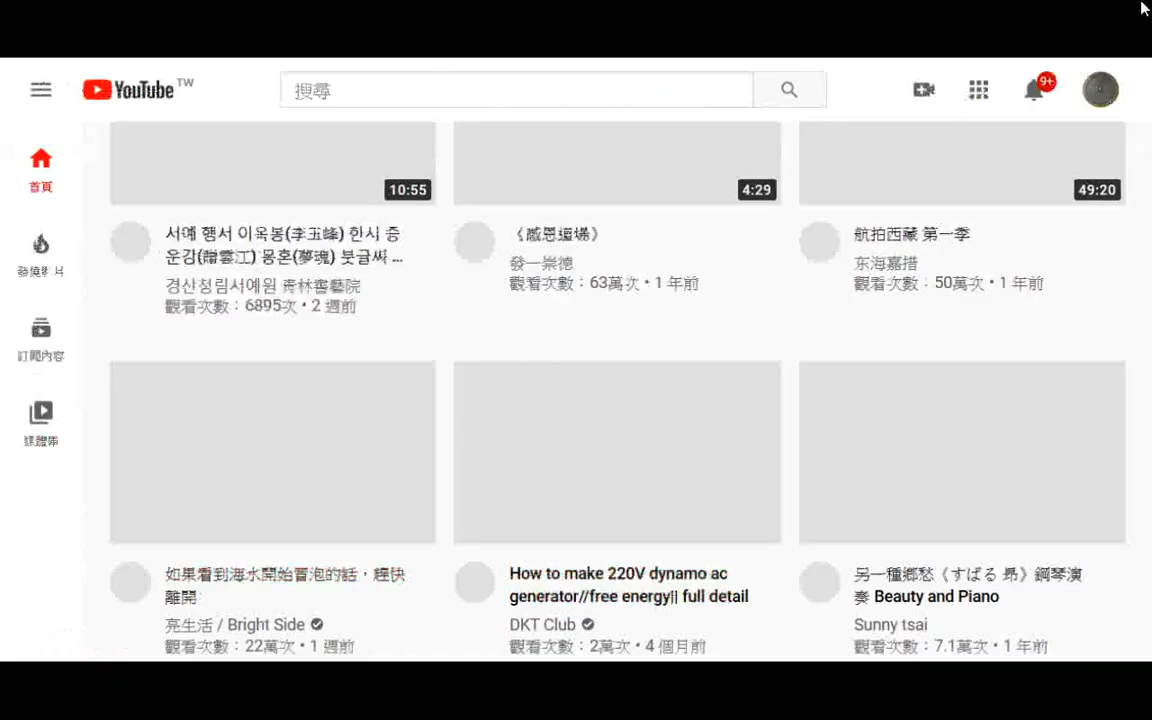 YouTube TW
搜尋
9+
首頁
發燒影片
訂閱內容
媒體庫
10:55
4:29
49:20
서예 행서 이옥봉(李玉峰) 한시 증
운강(贈雲江) 몽혼(夢魂) 붓글씨 ...
경산청림서예원 靑林書藝院
觀看次數：6895次 • 2 週前
《感恩道場》
發一崇德
觀看次數：63萬次 • 1 年前
航拍西藏 第一季
东海嘉措
觀看次數：50萬次 • 1 年前
如果看到海水開始冒泡的話，趕快
離開
亮生活 / Bright Side
觀看次數：22萬次 • 1 週前
How to make 220V dynamo ac
generator//free energy|| full detail
DKT Club
觀看次數：2萬次 • 4 個月前
另一種鄉愁《すばる 昴》鋼琴演
奏 Beauty and Piano
Sunny tsai
觀看次數：7.1萬次 • 1 年前